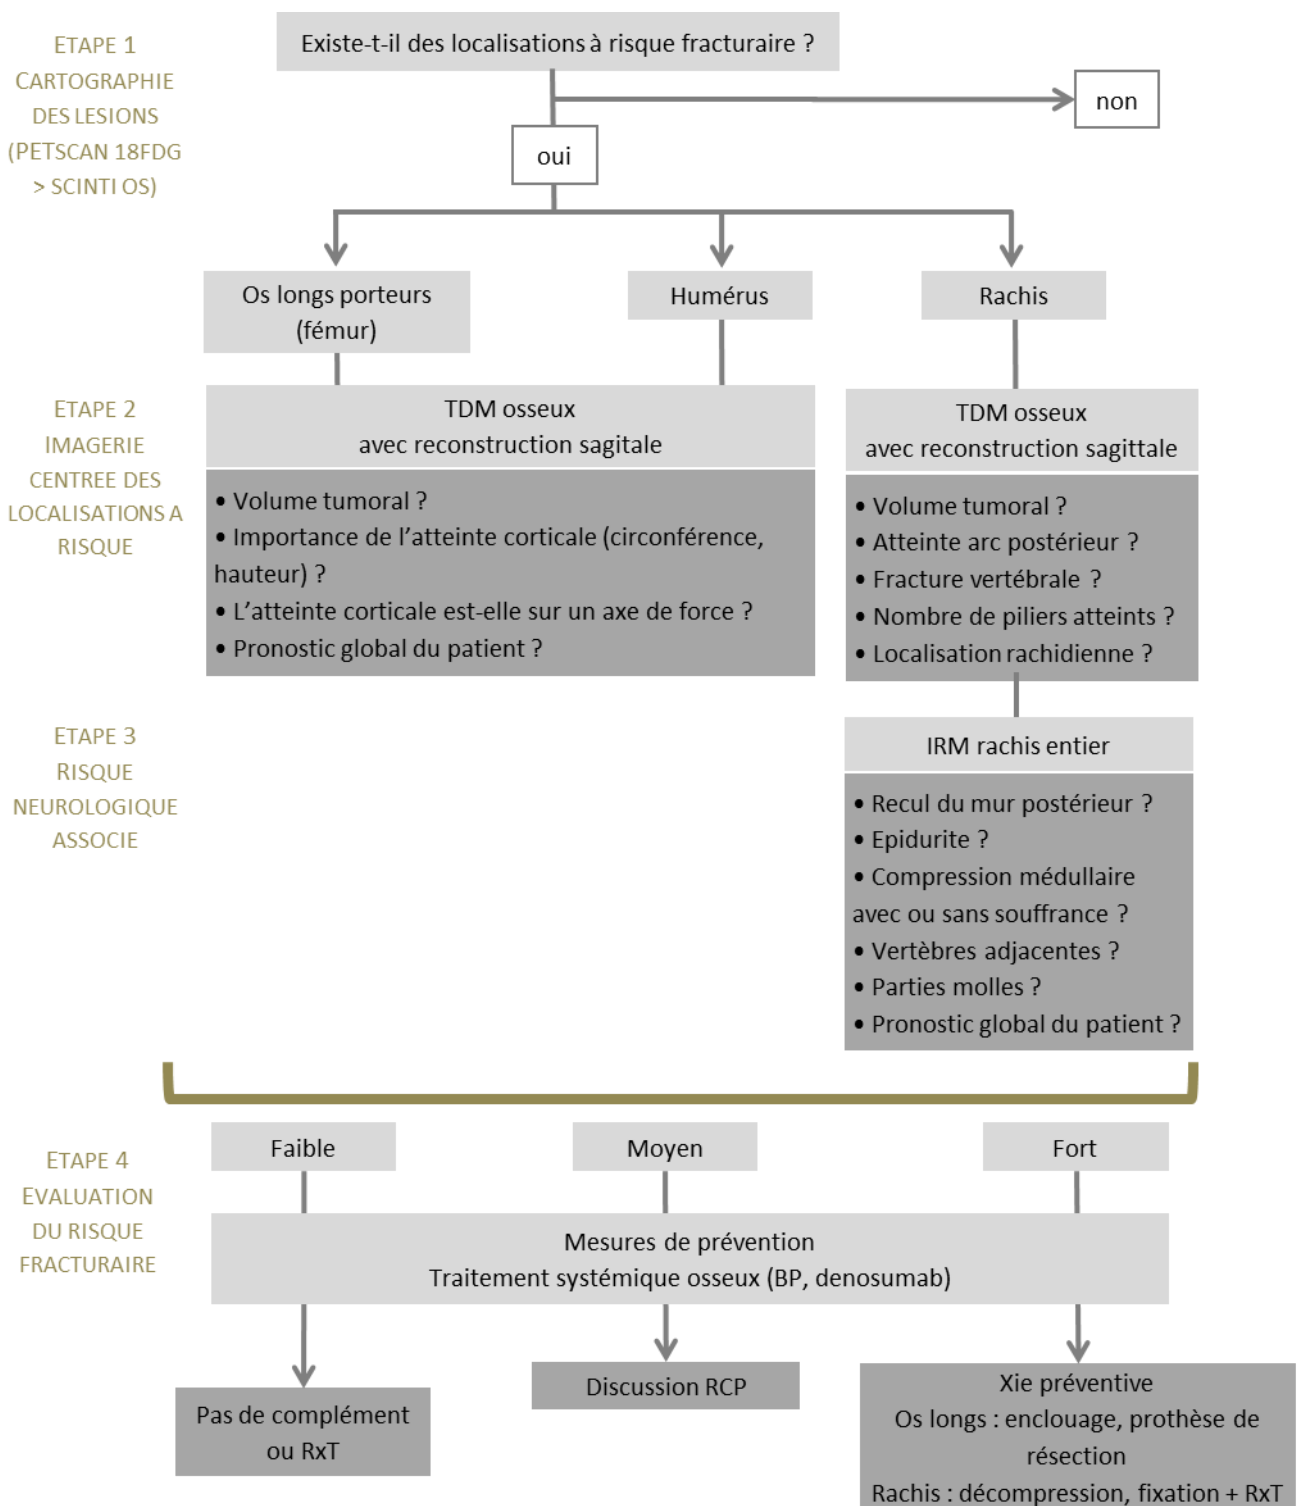 ETAPE 1
CARTOGRAPHIE
DES LESIONS
(PETSCAN 18FDG
> SCINTI OS)
Existe-t-il des localisations à risque fracturaire ?
non
oui
Os longs porteurs
(fémur)
Humérus
Rachis
ETAPE 2
IMAGERIE
CENTREE DES
LOCALISATIONS A
RISQUE
TDM osseux
avec reconstruction sagitale
• Volume tumoral ?
• Importance de l'atteinte corticale (circonférence,
hauteur) ?
• L'atteinte corticale est-elle sur un axe de force ?
• Pronostic global du patient ?
TDM osseux
avec reconstruction sagittale
• Volume tumoral ?
• Atteinte arc postérieur ?
• Fracture vertébrale ?
• Nombre de piliers atteints ?
• Localisation rachidienne ?
ETAPE 3
RISQUE
NEUROLOGIQUE
ASSOCIE
IRM rachis entier
• Recul du mur postérieur ?
• Epidurite ?
• Compression médullaire
avec ou sans souffrance ?
• Vertèbres adjacentes ?
• Parties molles ?
• Pronostic global du patient ?
ETAPE 4
EVALUATION
DU RISQUE
FRACTURAIRE
Faible
Moyen
Fort
Mesures de prévention
Traitement systémique osseux (BP, denosumab)
Pas de complément
ou RxT
Discussion RCP
Xie préventive
Os longs : enclouage, prothèse de
résection
Rachis : décompression, fixation + RxT